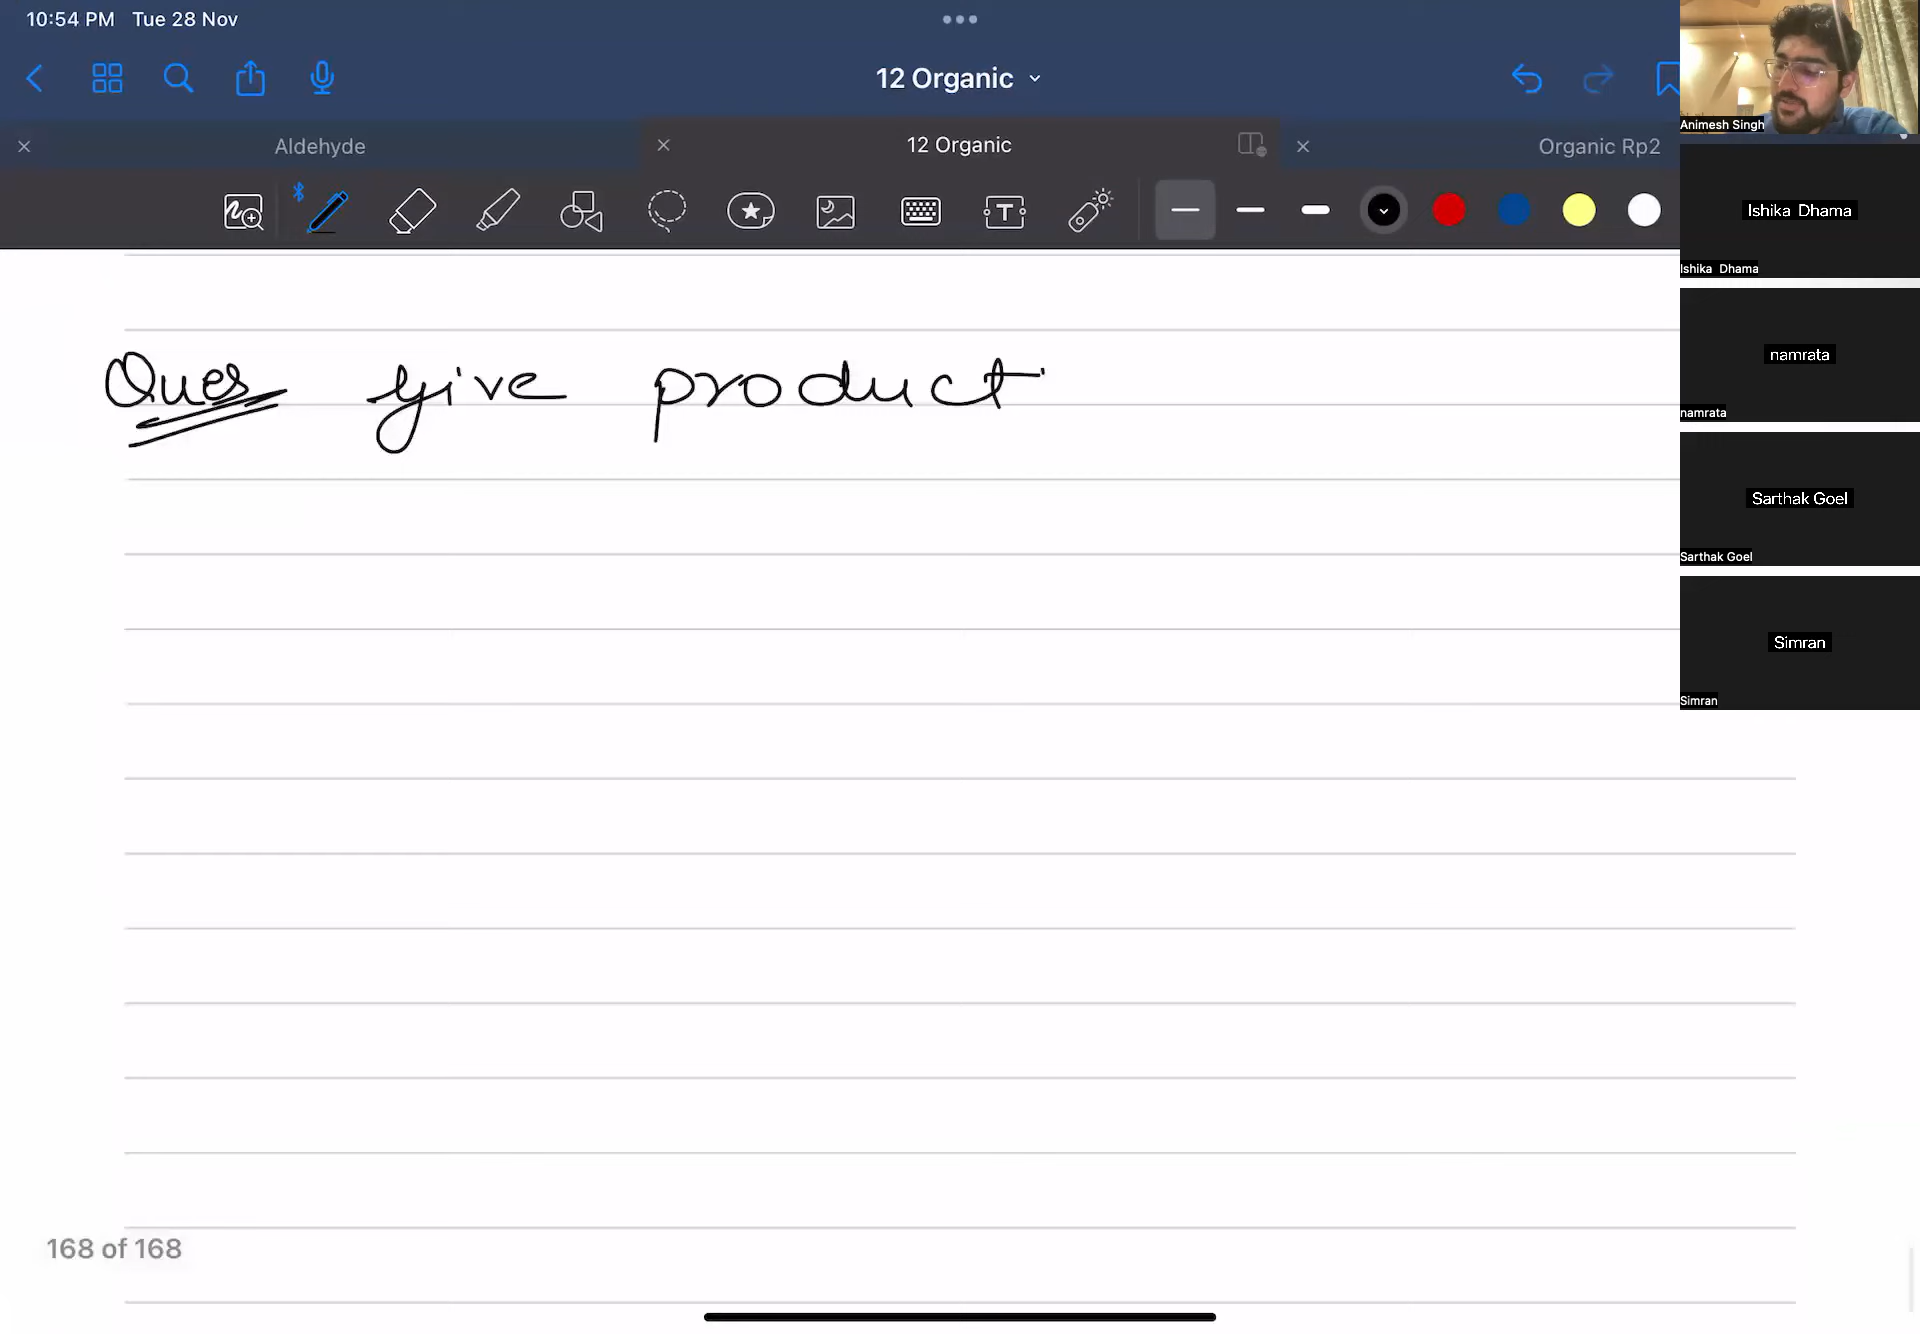 10:54 PM Tue 28 Nov
12 Organic
Animesh Singh
Aldehyde
12 Organic
Organic Rp2
T
Ishika Dhama
Ishika Dhama
Ques give product
namrata
namrata
Sarthak Goel
Sarthak Goel
Simran
Simran
168 of 168